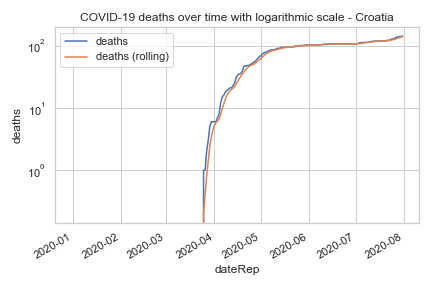 COVID-19 deaths over time with logarithmic scale - Croatia
deaths
deaths (rolling)
10²
10¹
10⁰
deaths
2020-01
2020-02
2020-03
2020-04
2020-05
2020-06
2020-07
2020-08
dateRep